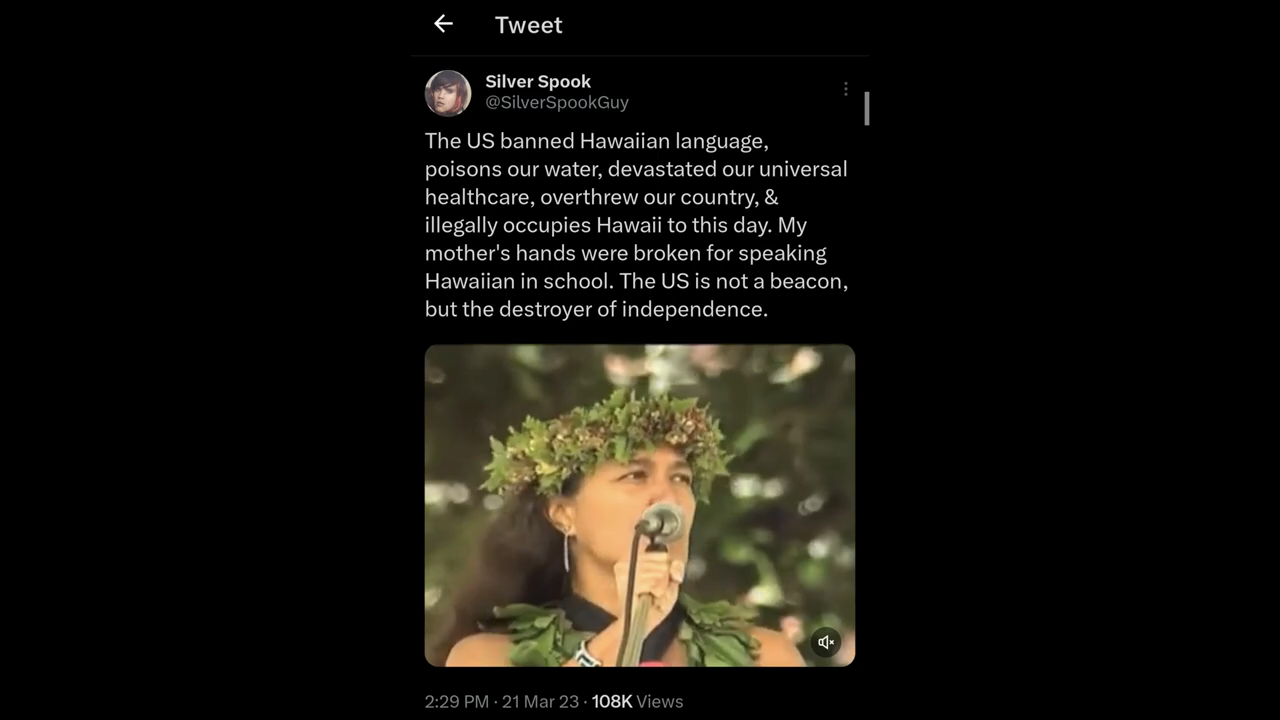 Tweet
Silver Spook
@SilverSpookGuy
The US banned Hawaiian language,
poisons our water, devastated our universal
healthcare, overthrew our country, &
illegally occupies Hawaii to this day. My
mother's hands were broken for speaking
Hawaiian in school. The US is not a beacon,
but the destroyer of independence.
2:29 PM · 21 Mar 23 · 108K Views